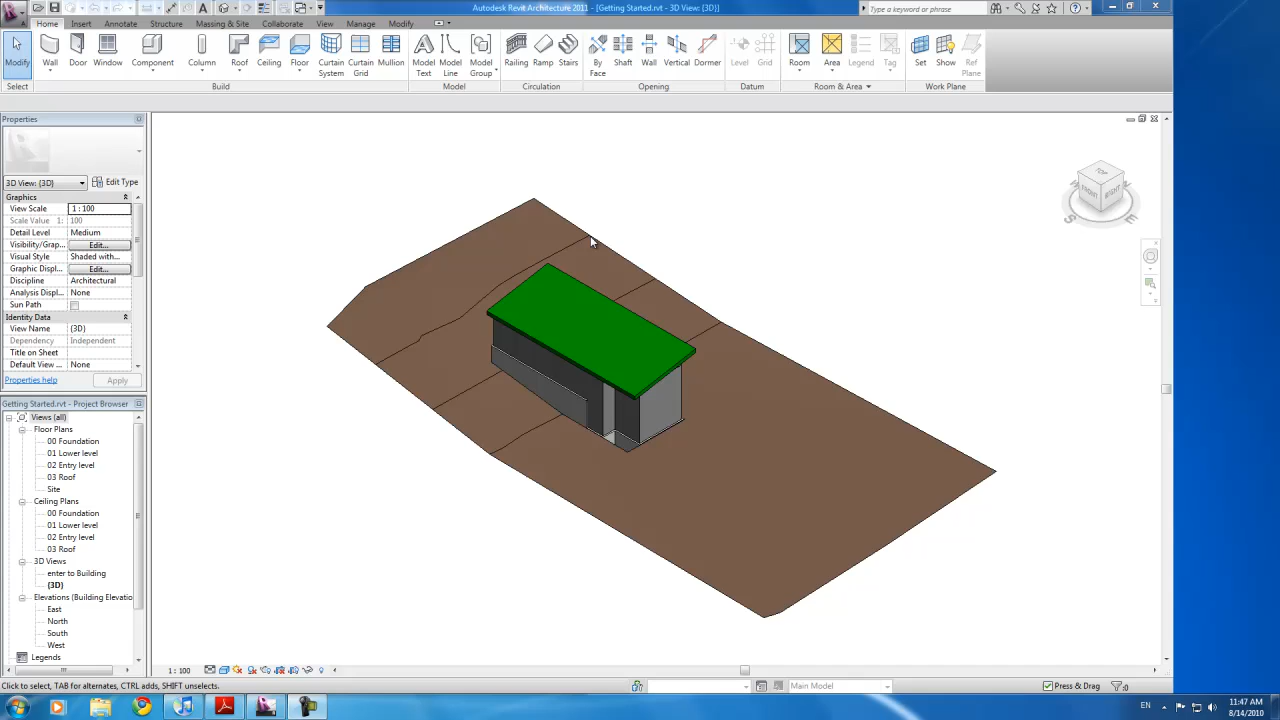 Autodesk Revit Architecture 2011 - [Getting Started.rvt - 3D View: {3D}]
Type a keyword or phrase
Home Insert Annotate Structure Massing & Site Collaborate View Manage Modify
Modify Wall Door Window Component Column Roof Ceiling Floor Curtain System Curtain Grid Mullion Model Text Model Line Model Group Railing Ramp Stairs By Face Shaft Wall Vertical Dormer Level Grid Room Area Legend Tag Set Show Ref Plane
Select Build Model Circulation Opening Datum Room & Area Work Plane
Properties
3D View: {3D} Edit Type
Graphics
View Scale 1 : 100
Scale Value 1: 100
Detail Level Medium
Visibility/Grap... Edit...
Visual Style Shaded with...
Graphic Displ... Edit...
Discipline Architectural
Analysis Displ... None
Sun Path
Identity Data
View Name {3D}
Dependency Independent
Title on Sheet
Default View ... None
Properties help Apply
Getting Started.rvt - Project Browser
Views (all)
Floor Plans
00 Foundation
01 Lower level
02 Entry level
03 Roof
Site
Ceiling Plans
00 Foundation
01 Lower level
02 Entry level
03 Roof
3D Views
enter to Building
{3D}
Elevations (Building Elevatio
East
North
South
West
Legends
TOP
FRONT
RIGHT
S
E
1 : 100
Click to select, TAB for alternates, CTRL adds, SHIFT unselects.
Main Model
Press & Drag
:0
EN
11:47 AM
8/14/2010